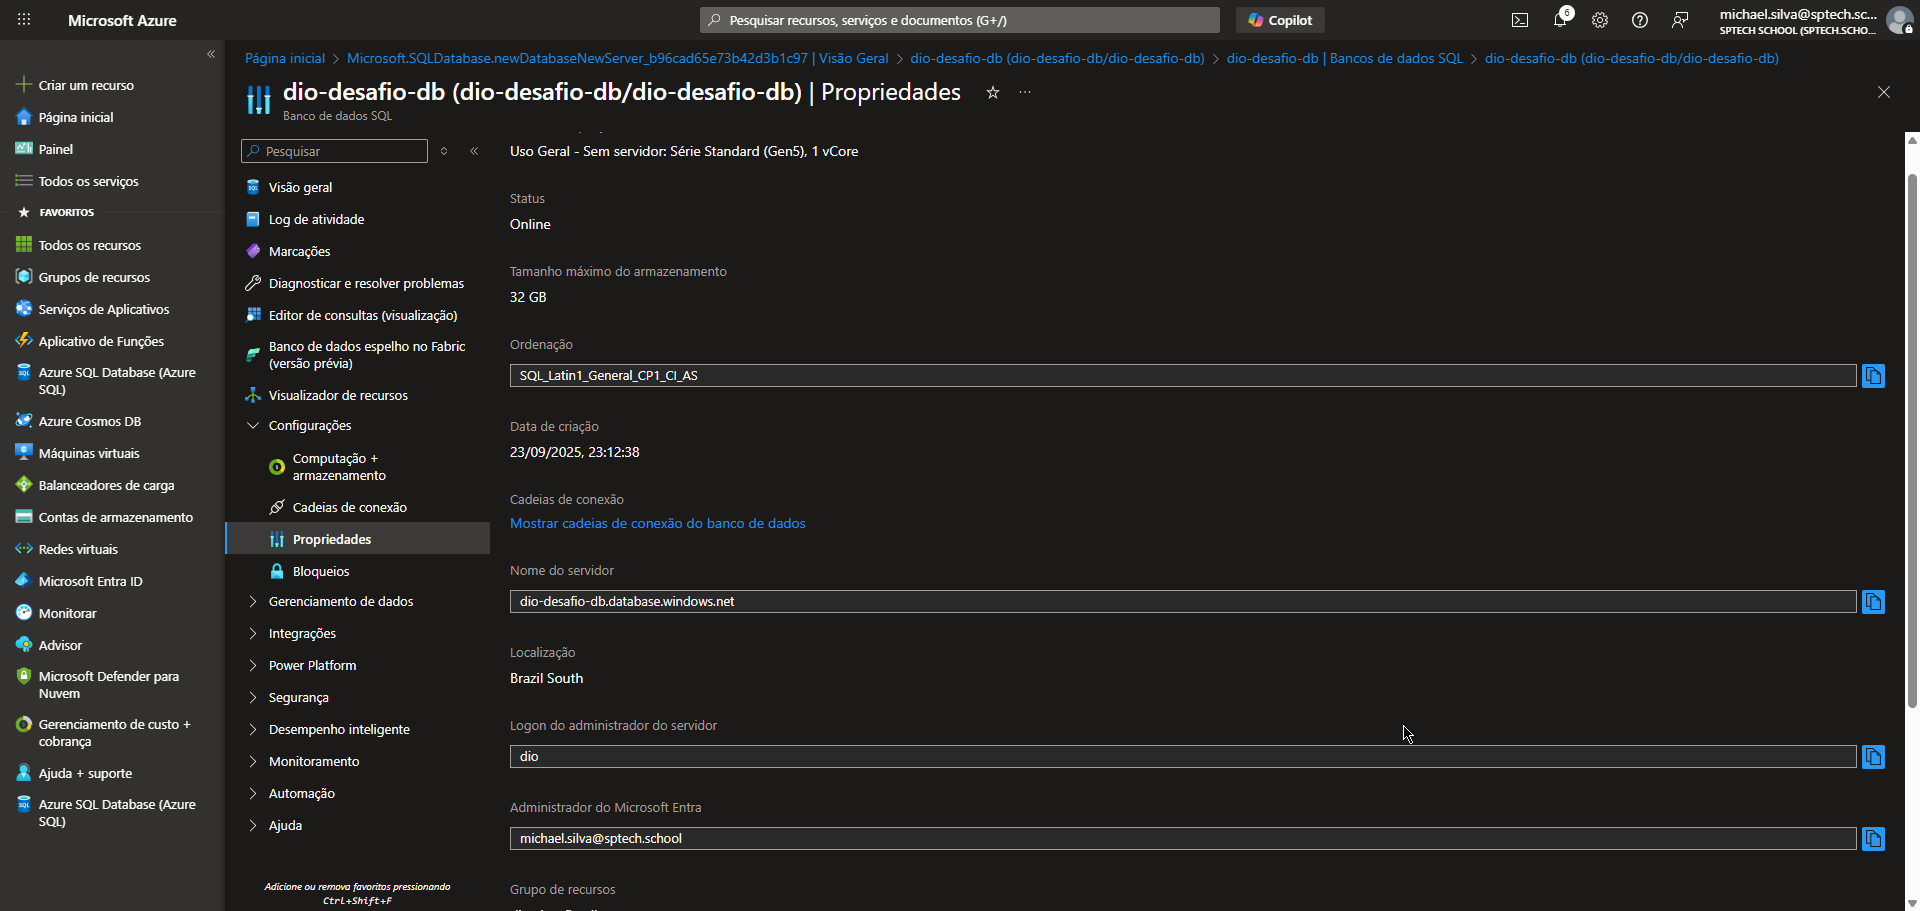 Microsoft Azure
Pesquisar recursos, serviços e documentos (G+/)
Copilot
6
michael.silva@sptech.sc...
SPTECH SCHOOL (SPTECH.SCHO...
Criar um recurso
Página inicial
Painel
Todos os serviços
FAVORITOS
Todos os recursos
Grupos de recursos
Serviços de Aplicativos
Aplicativo de Funções
Azure SQL Database (Azure
SQL)
Azure Cosmos DB
Máquinas virtuais
Balanceadores de carga
Contas de armazenamento
Redes virtuais
Microsoft Entra ID
Monitorar
Advisor
Microsoft Defender para
Nuvem
Gerenciamento de custo +
cobrança
Ajuda + suporte
Azure SQL Database (Azure
SQL)
Página inicial > Microsoft.SQLDatabase.newDatabaseNewServer_b96cad65e73b42d3b1c97 | Visão Geral > dio-desafio-db (dio-desafio-db/dio-desafio-db) > dio-desafio-db | Bancos de dados SQL > dio-desafio-db (dio-desafio-db/dio-desafio-db)
dio-desafio-db (dio-desafio-db/dio-desafio-db) | Propriedades
Banco de dados SQL
Pesquisar
Visão geral
Log de atividade
Marcações
Diagnosticar e resolver problemas
Editor de consultas (visualização)
Banco de dados espelho no Fabric
(versão prévia)
Visualizador de recursos
Configurações
Computação +
armazenamento
Cadeias de conexão
Propriedades
Bloqueios
Gerenciamento de dados
Integrações
Power Platform
Segurança
Desempenho inteligente
Monitoramento
Automação
Ajuda
Adicione ou remova favoritos pressionando
Ctrl+Shift+F
Uso Geral - Sem servidor: Série Standard (Gen5), 1 vCore
Status
Online
Tamanho máximo do armazenamento
32 GB
Ordenação
SQL_Latin1_General_CP1_CI_AS
Data de criação
23/09/2025, 23:12:38
Cadeias de conexão
Mostrar cadeias de conexão do banco de dados
Nome do servidor
dio-desafio-db.database.windows.net
Localização
Brazil South
Logon do administrador do servidor
dio
Administrador do Microsoft Entra
michael.silva@sptech.school
Grupo de recursos